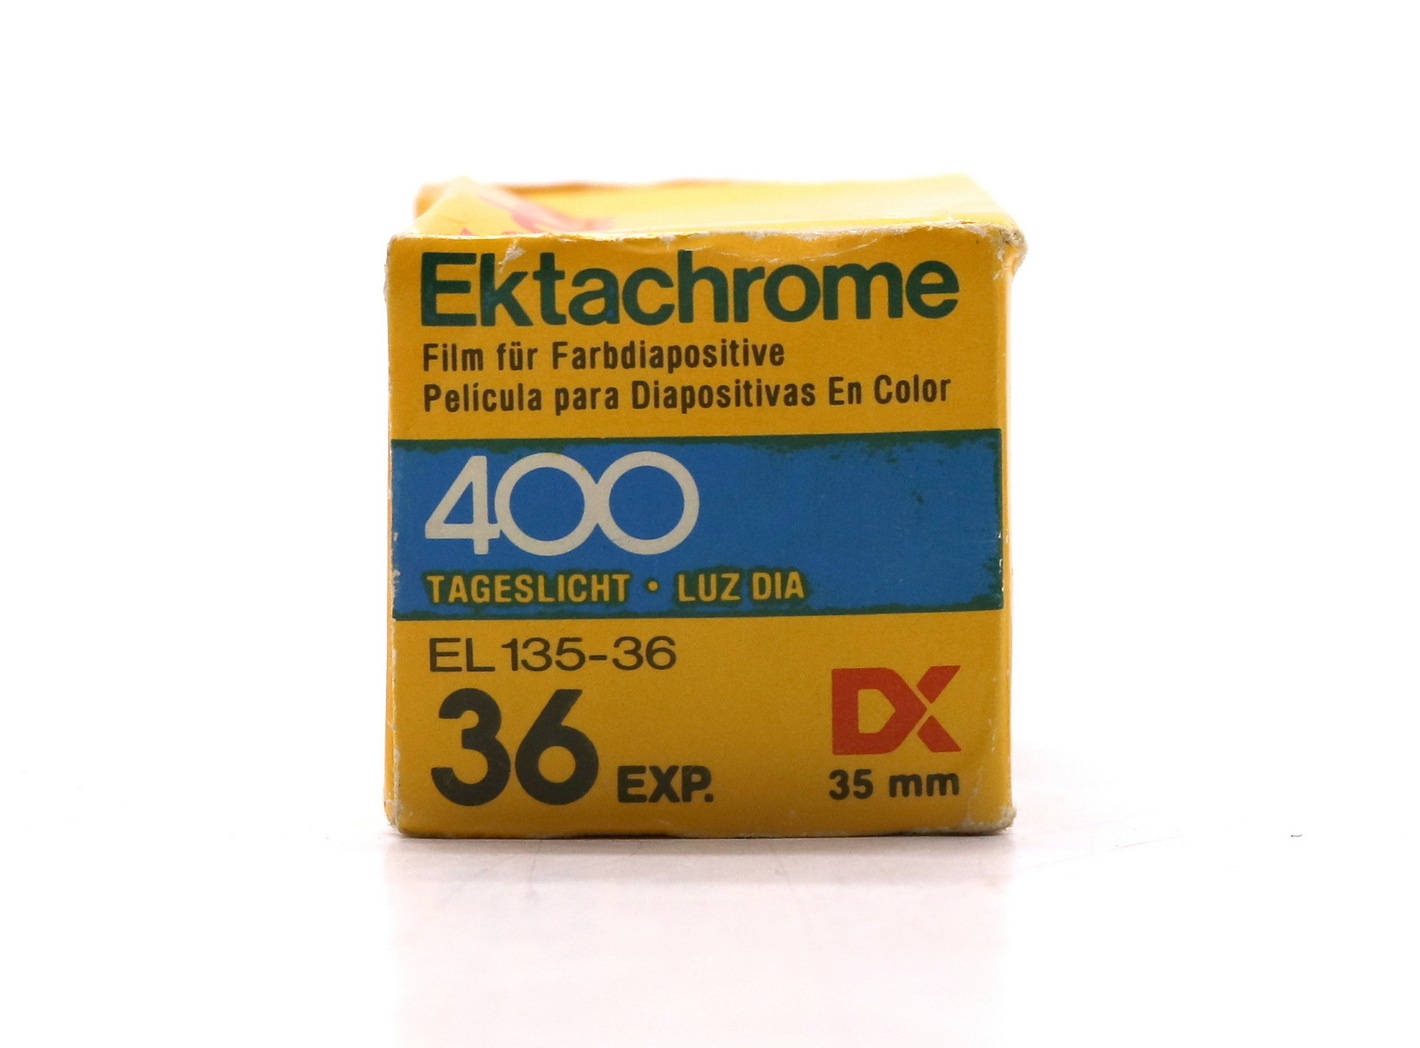 Ektachrome
Film für Farbdiapositive
Película para Diapositivas En Color
400
TAGESLICHT • LUZ DIA
EL 135-36
36 EXP.
DX
35 mm